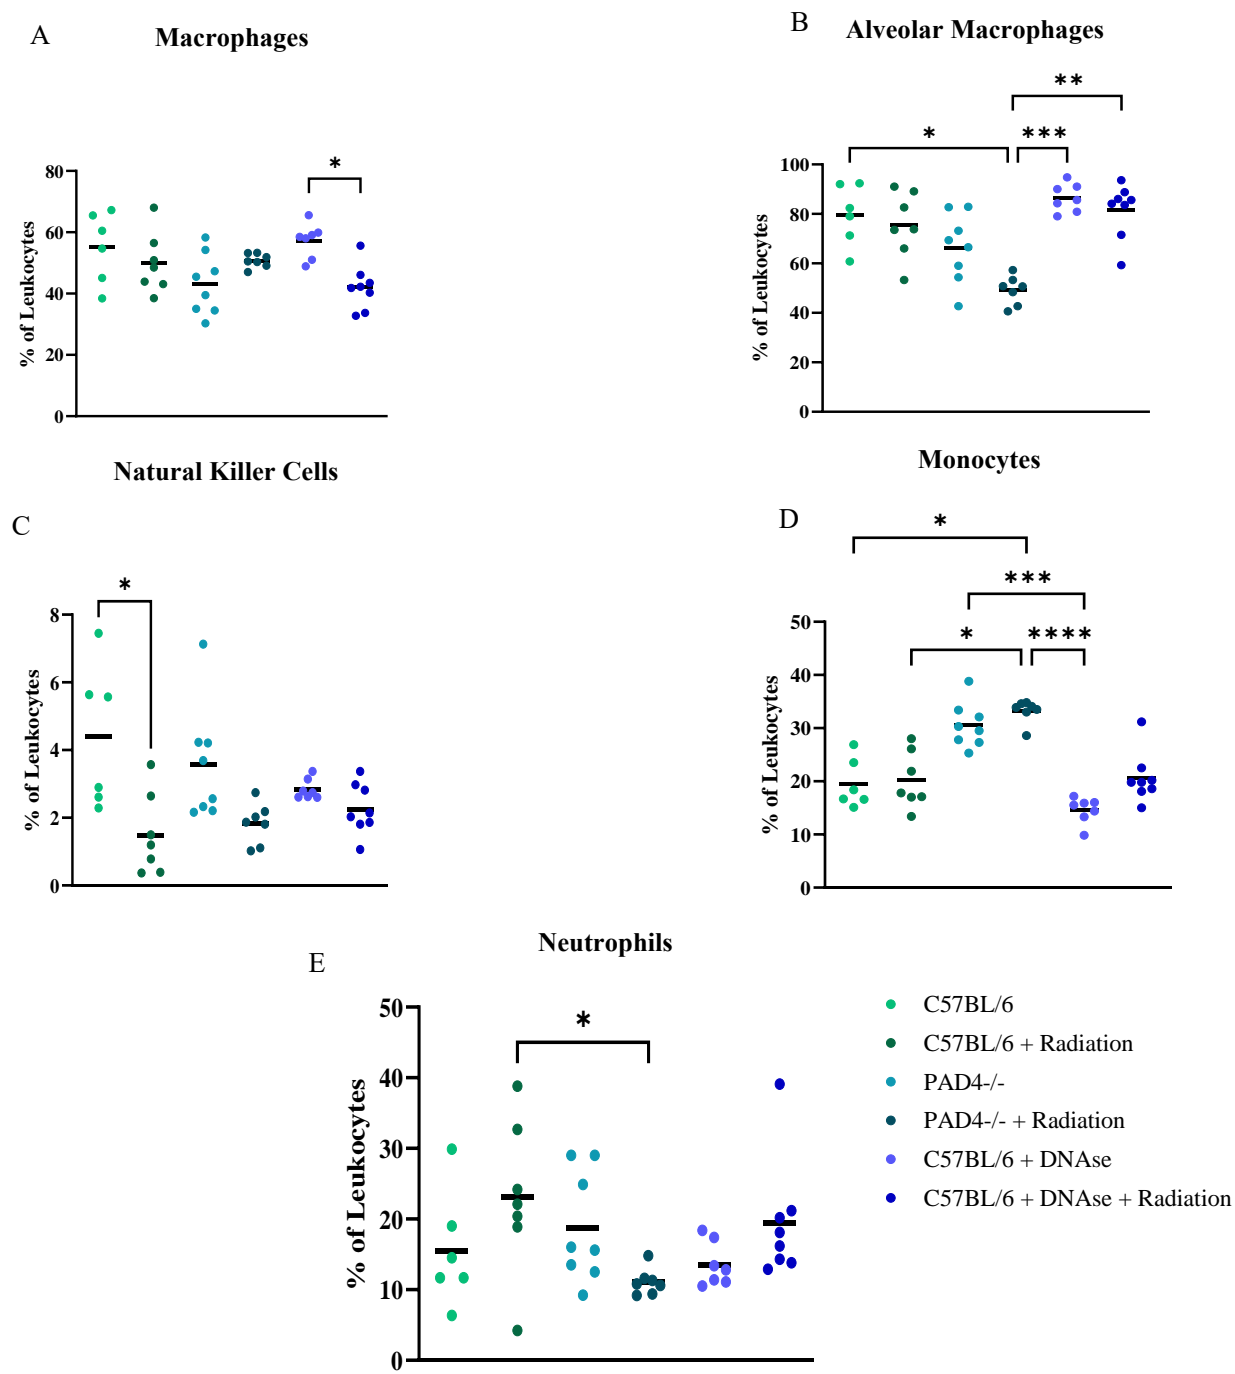 A
Macrophages
% of Leukocytes
80
60
40
20
0
*
B
Alveolar Macrophages
% of Leukocytes
100
80
60
40
20
0
*
***
**
Natural Killer Cells
C
% of Leukocytes
8
6
4
2
0
*
Monocytes
D
% of Leukocytes
50
40
30
20
10
0
*
***
*
****
Neutrophils
E
% of Leukocytes
50
40
30
20
10
0
*
C57BL/6
C57BL/6 + Radiation
PAD4-/-
PAD4-/- + Radiation
C57BL/6 + DNAse
C57BL/6 + DNAse + Radiation